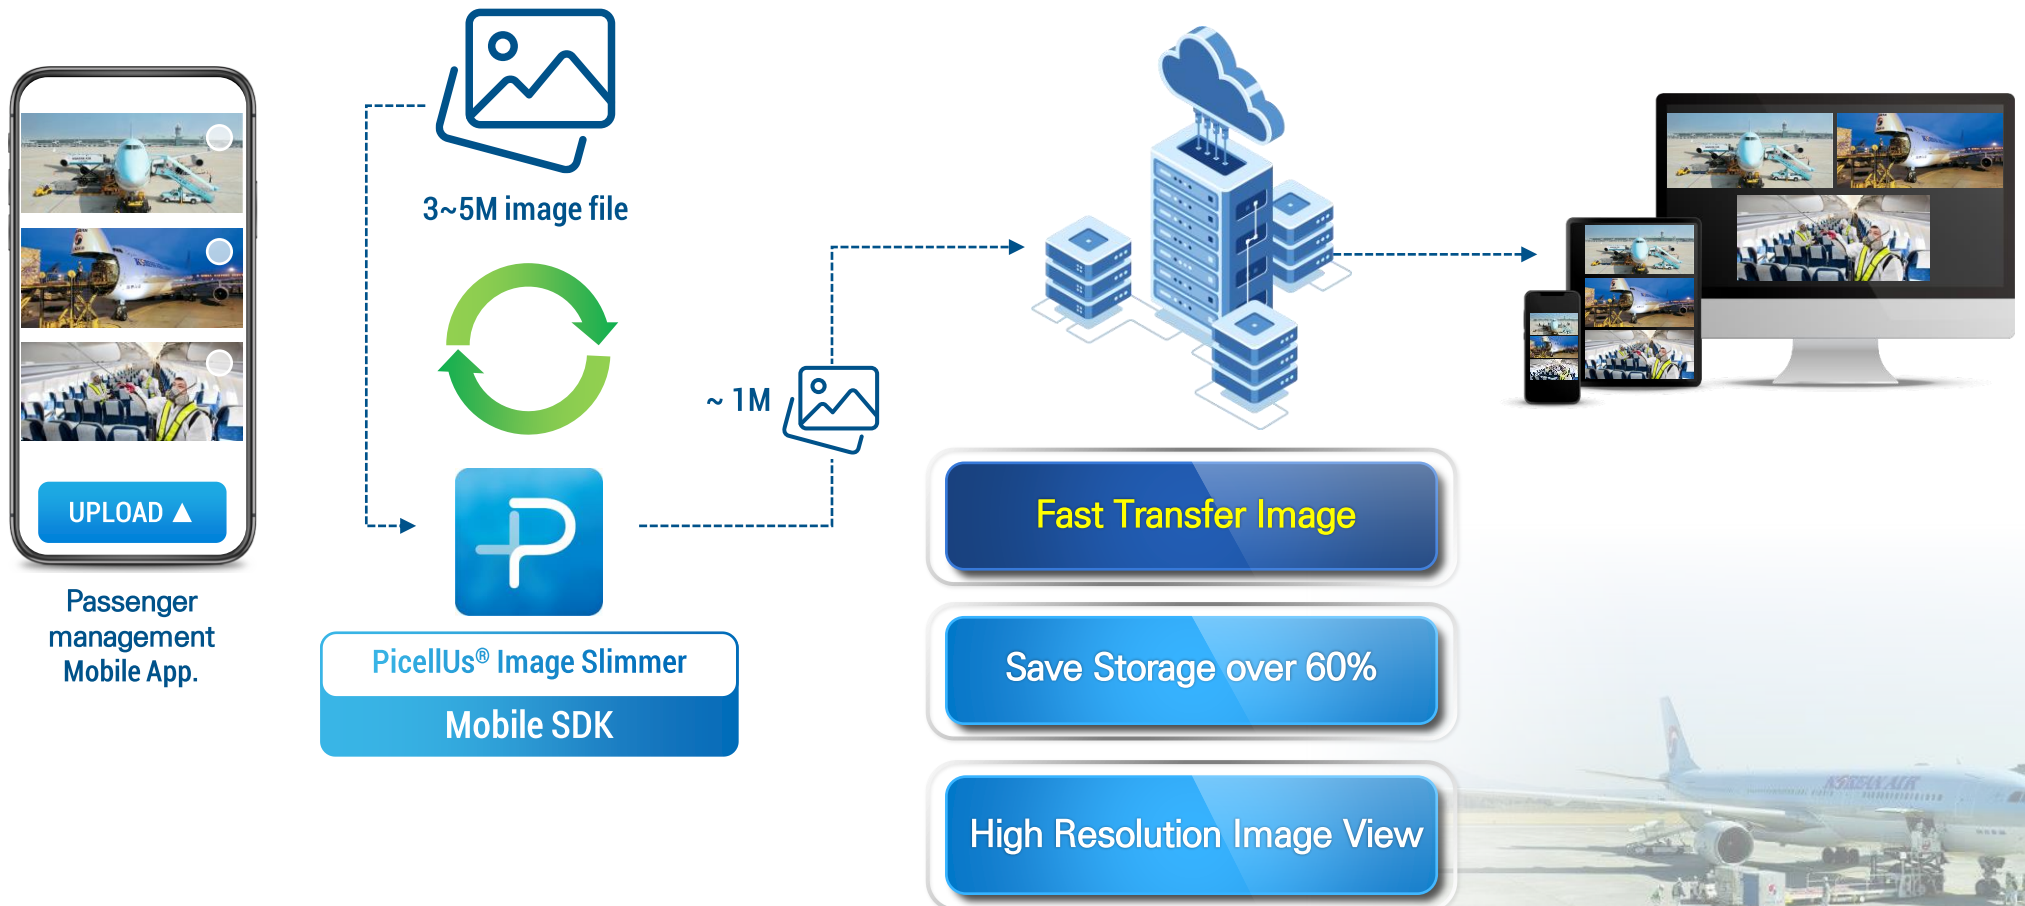 UPLOAD ▲
Passenger
management
Mobile App.
3~5M image file
PicellUs® Image Slimmer
Mobile SDK
~ 1M
Fast Transfer Image
Save Storage over 60%
High Resolution Image View
KOREAN AIR